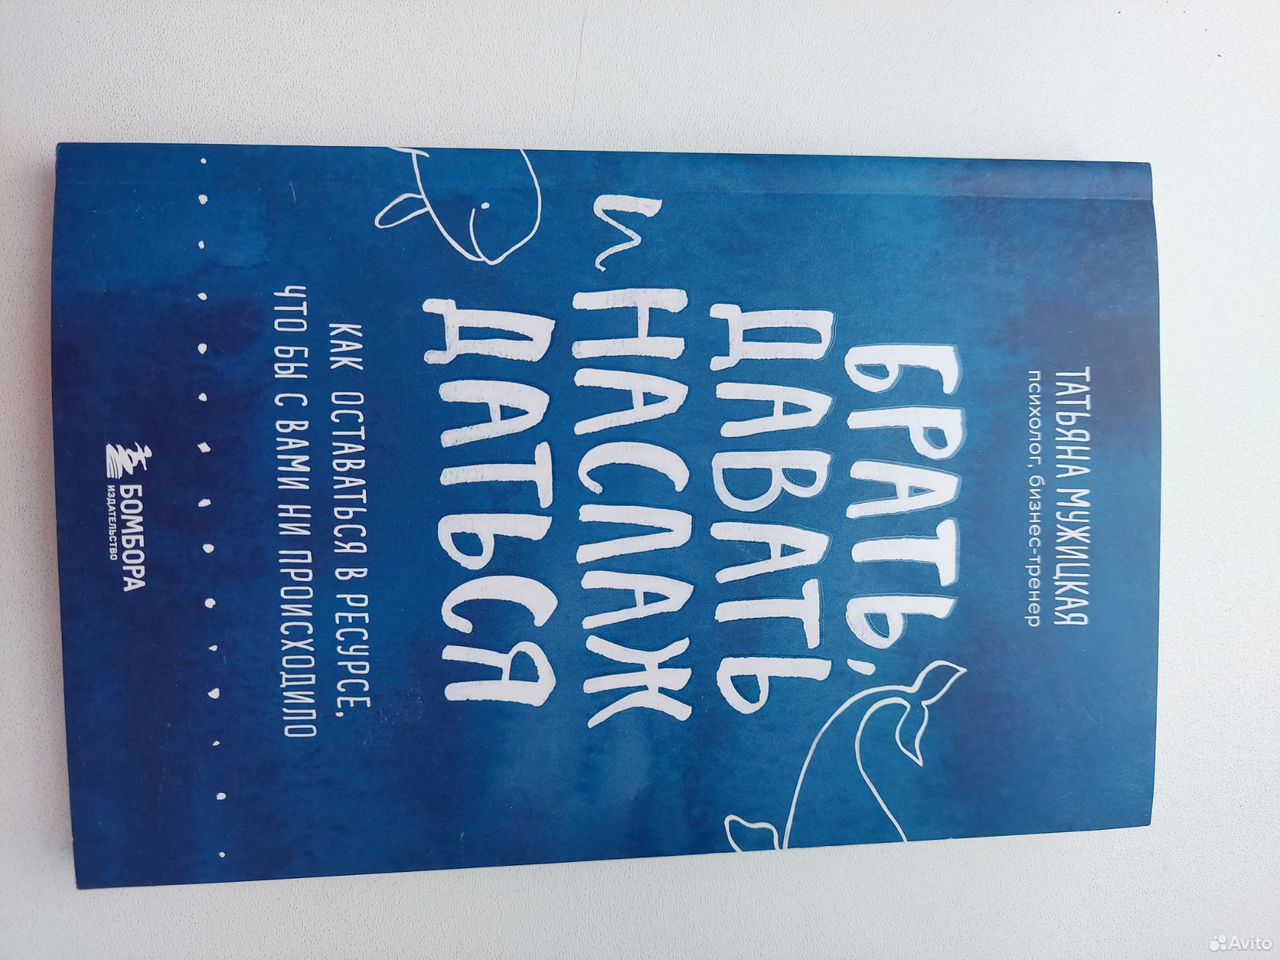 ТАТЬЯНА МУЖИЦКАЯ
психолог, бизнес-тренер
БРАТЬ,
ДАВАТЬ
и НАСЛАЖ
ДАТЬСЯ
КАК ОСТАВАТЬСЯ В РЕСУРСЕ,
ЧТО БЫ С ВАМИ НИ ПРОИСХОДИЛО
БОМБОРА
ИЗДАТЕЛЬСТВО
Avito